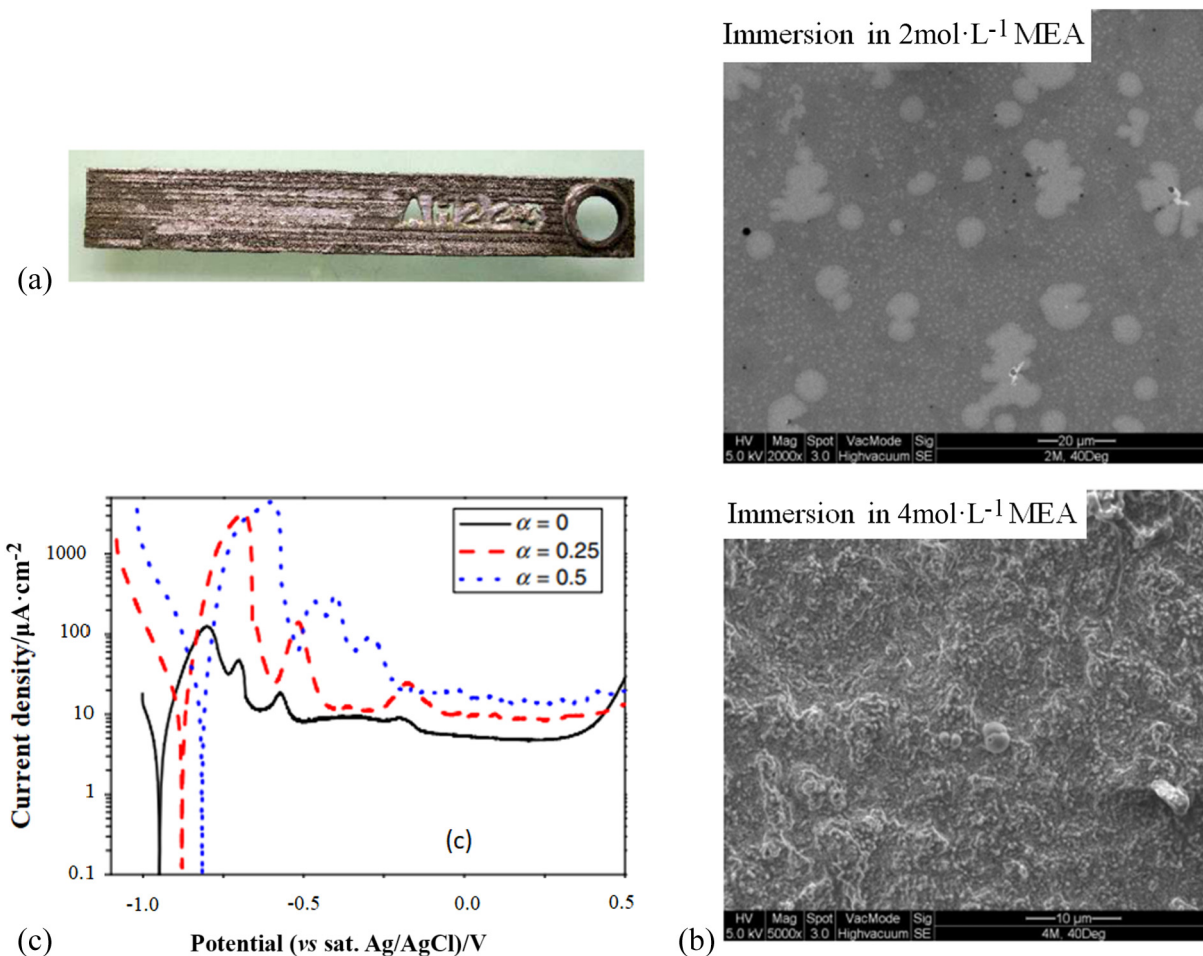 Immersion in 2mol·L-1 MEA
(a)
HV Mag Spot VacMode Sig 20 µm
5.0 kV 2000x 3.0 Highvacuum SE 2M, 40Deg
Immersion in 4mol·L-1 MEA
HV Mag Spot VacMode Sig 10 µm
5.0 kV 5000x 3.0 Highvacuum SE 4M, 40Deg
(b)
Current density/µA·cm-2
1000
100
10
1
0.1
α = 0
α = 0.25
α = 0.5
(c)
-1.0 -0.5 0.0 0.5
Potential (vs sat. Ag/AgCl)/V
(c)